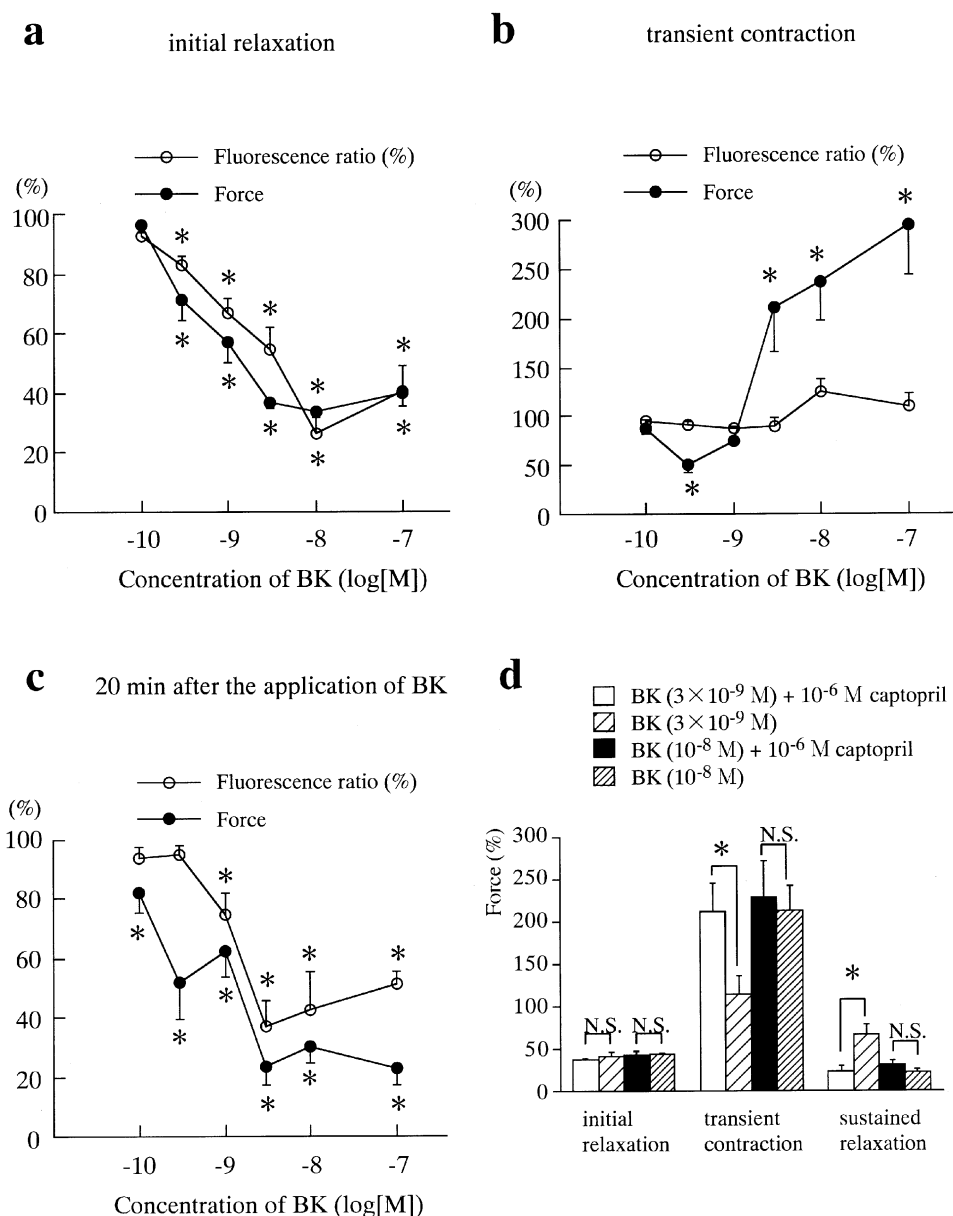 a
initial relaxation
Fluorescence ratio (%)
Force
(%)
100
80
60
40
20
0
-10 -9 -8 -7
Concentration of BK (log[M])
* * * * *
* * * * *
b
transient contraction
Fluorescence ratio (%)
Force
(%)
300
250
200
150
100
50
0
-10 -9 -8 -7
Concentration of BK (log[M])
* * *
*
c
20 min after the application of BK
Fluorescence ratio (%)
Force
(%)
100
80
60
40
20
0
-10 -9 -8 -7
Concentration of BK (log[M])
* * * *
* * * * * *
d
BK (3×10-9 M) + 10-6 M captopril
BK (3×10-9 M)
BK (10-8 M) + 10-6 M captopril
BK (10-8 M)
Force (%)
300
250
200
150
100
50
0
N.S. N.S.
* N.S.
* N.S.
initial
relaxation
transient
contraction
sustained
relaxation